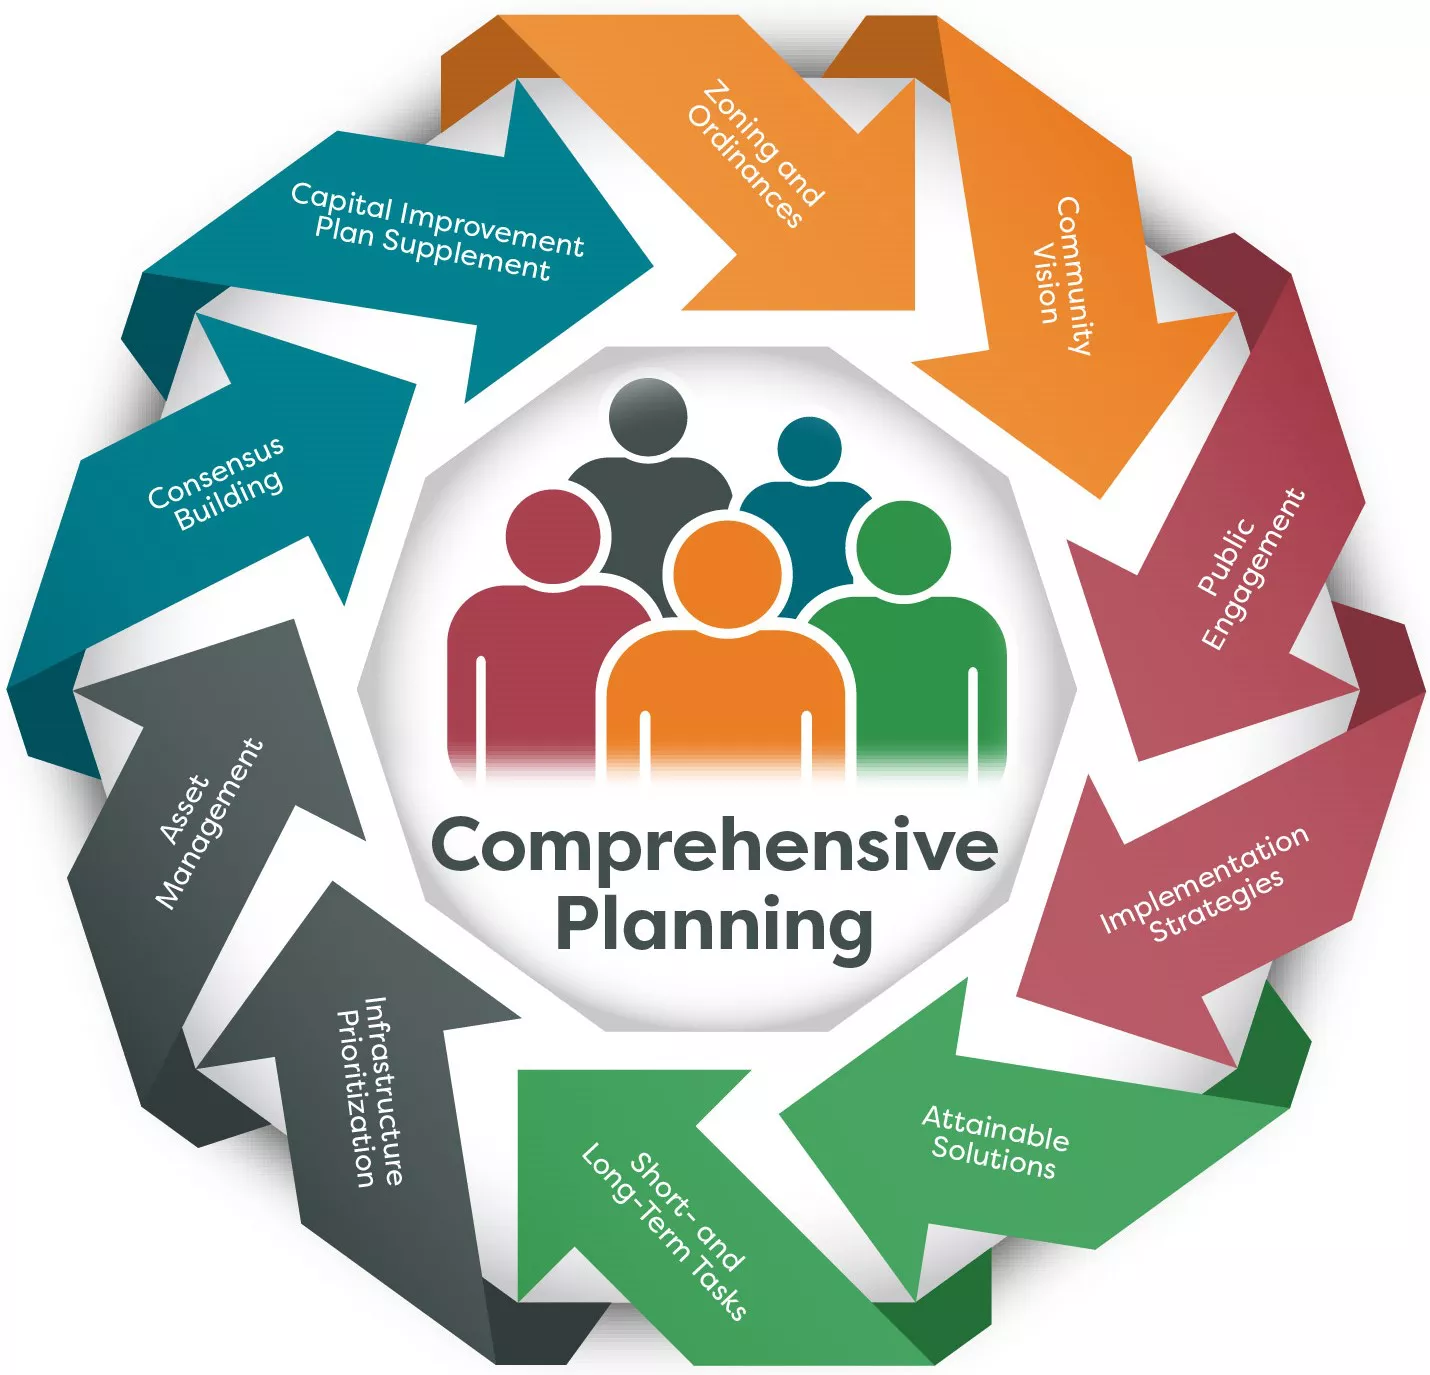 Zoning and
Ordinances
Community
Vision
Public
Engagement
Implementation
Strategies
Attainable
Solutions
Short- and
Long-Term Tasks
Infrastructure
Prioritization
Asset
Management
Consensus
Building
Capital Improvement
Plan Supplement
Comprehensive
Planning